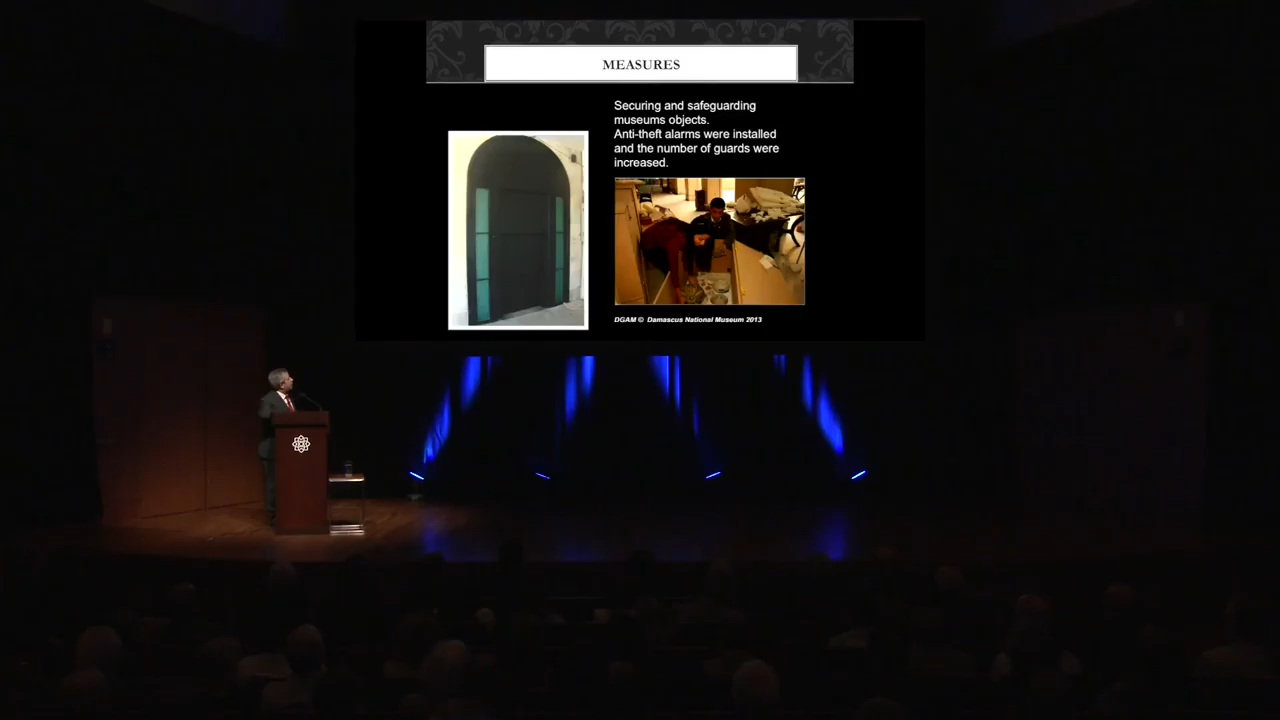 MEASURES
Securing and safeguarding
museums objects.
Anti-theft alarms were installed
and the number of guards were
increased.
DGAM © Damascus National Museum 2013